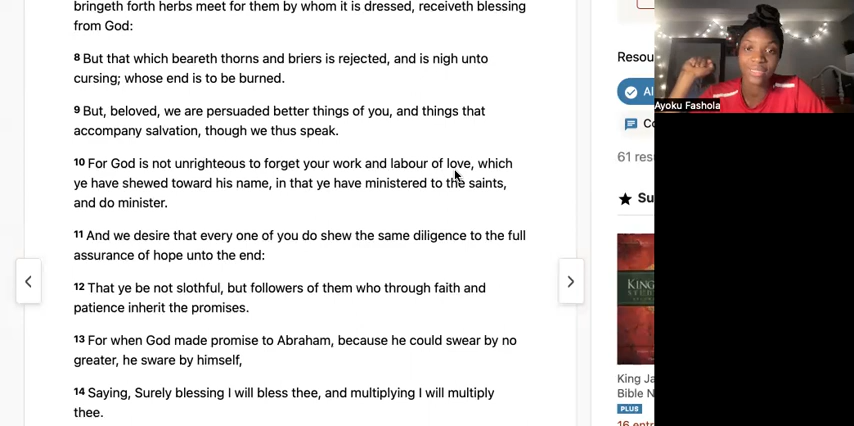 bringeth forth herbs meet for them by whom it is dressed, receiveth blessing
from God:
8 But that which beareth thorns and briers is rejected, and is nigh unto
cursing; whose end is to be burned.
9 But, beloved, we are persuaded better things of you, and things that
accompany salvation, though we thus speak.
10 For God is not unrighteous to forget your work and labour of love, which
ye have shewed toward his name, in that ye have ministered to the saints,
and do minister.
11 And we desire that every one of you do shew the same diligence to the full
assurance of hope unto the end:
12 That ye be not slothful, but followers of them who through faith and
patience inherit the promises.
13 For when God made promise to Abraham, because he could swear by no
greater, he sware by himself,
14 Saying, Surely blessing I will bless thee, and multiplying I will multiply
thee.
Resou
Al
Co
61 res
Su
KING
King Ja
Bible N
PLUS
16 entr
Ayoku Fashola